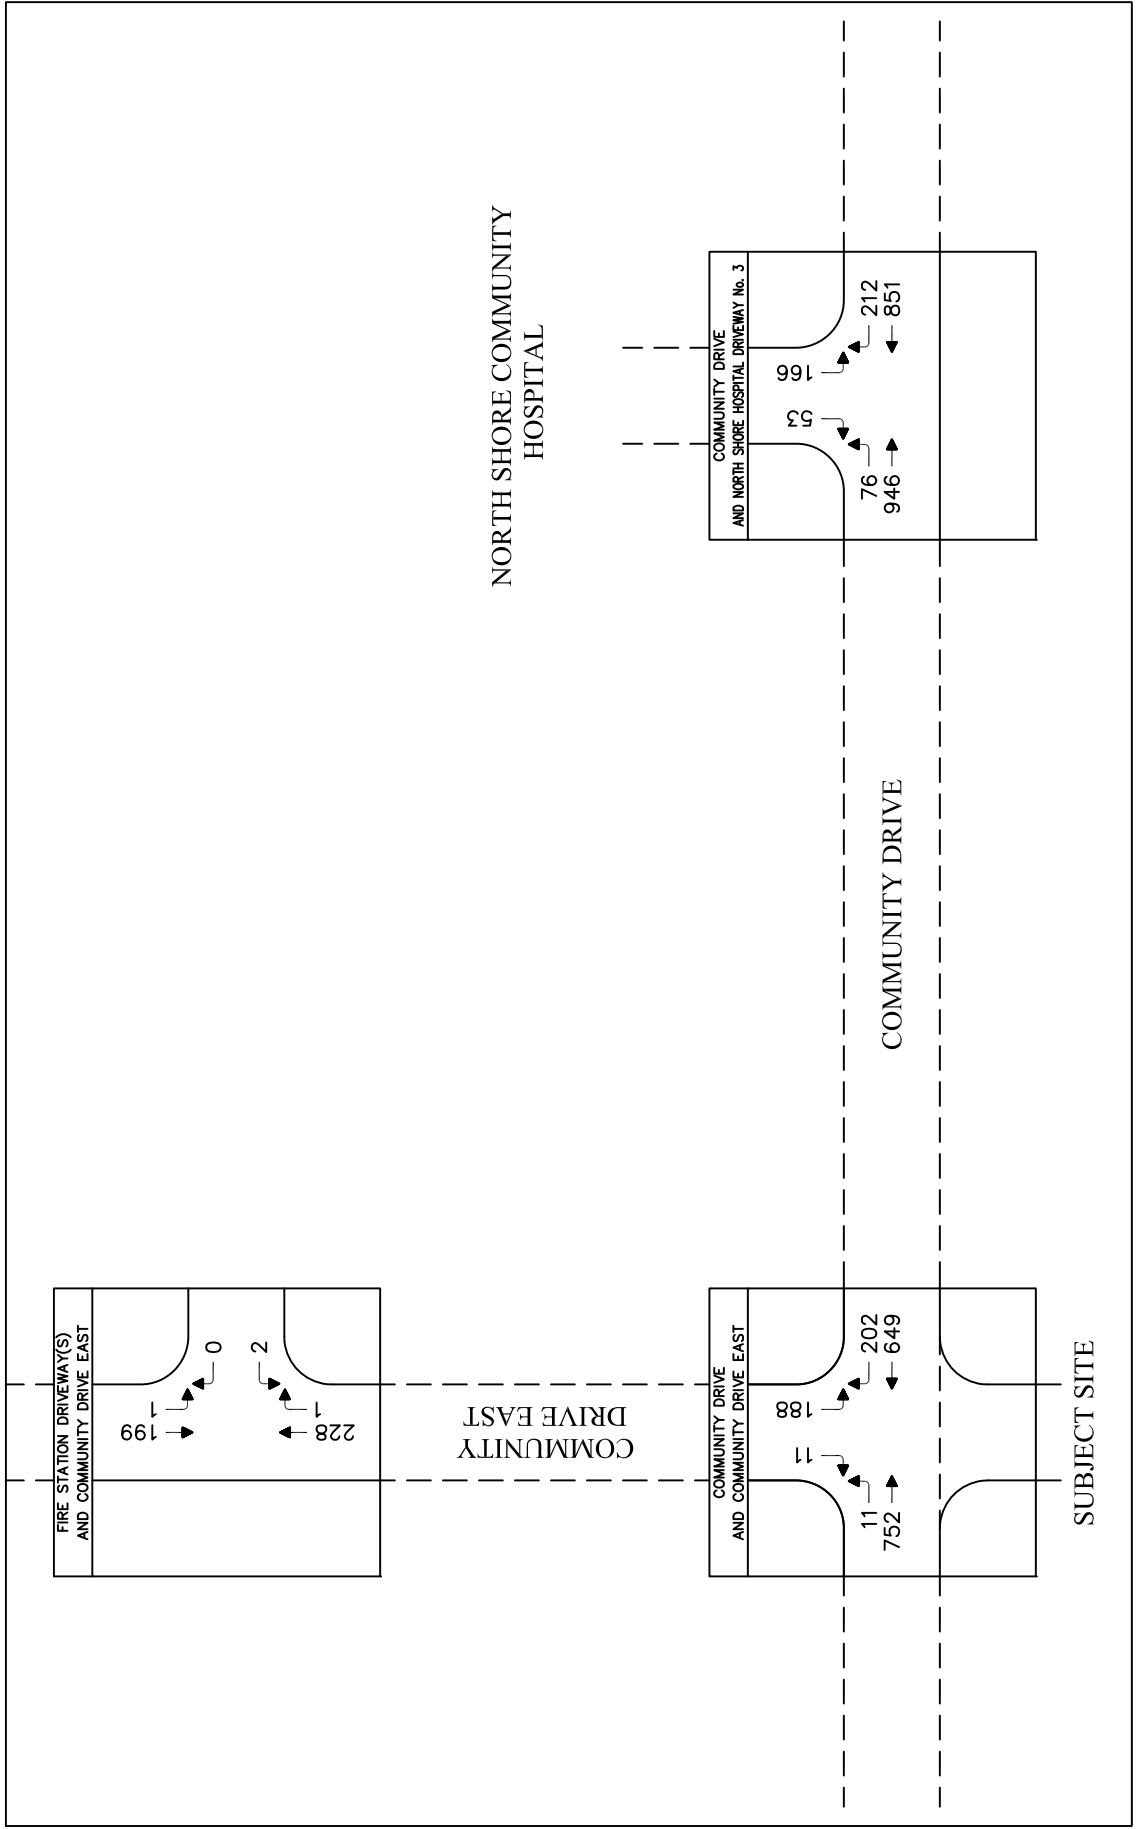 FIRE STATION DRIVEWAY(S)
AND COMMUNITY DRIVE EAST
199
1
0
2
1
228
COMMUNITY
DRIVE EAST
COMMUNITY DRIVE
AND COMMUNITY DRIVE EAST
11
188
11
752
202
649
SUBJECT SITE
COMMUNITY DRIVE
NORTH SHORE COMMUNITY
HOSPITAL
COMMUNITY DRIVE
AND NORTH SHORE HOSPITAL DRIVEWAY No. 3
53
166
76
946
212
851